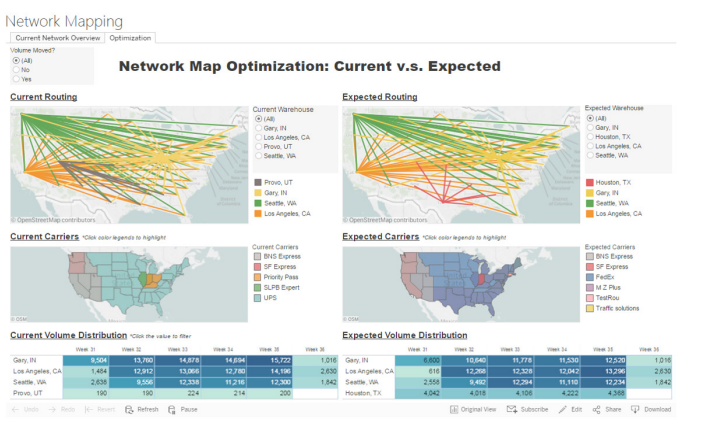 Network Mapping
Current Network Overview Optimization
Volume Moved?
(All)
No
Yes
Network Map Optimization: Current v.s. Expected
Current Routing
© OpenStreetMap contributors
Current Warehouse
(All)
Gary, IN
Los Angeles, CA
Provo, UT
Seattle, WA
Provo, UT
Gary, IN
Seattle, WA
Los Angeles, CA
Expected Routing
© OpenStreetMap contributors
Expected Warehouse
(All)
Gary, IN
Houston, TX
Los Angeles, CA
Seattle, WA
Houston, TX
Gary, IN
Seattle, WA
Los Angeles, CA
Current Carriers *Click color legends to highlight
© OSM
Current Carriers
BNS Express
SF Express
Priority Pass
SLPB Expert
UPS
Expected Carriers *Click color legends to highlight
© OSM
Expected Carriers
BNS Express
SF Express
FedEx
M Z Plus
TestRou
Traffic solutions
Current Volume Distribution *Click the value to filter
Week 31 Week 32 Week 33 Week 34 Week 35 Week 36
Gary, IN 9,504 13,760 14,878 14,694 15,722 1,016
Los Angeles, CA 1,484 12,912 13,066 12,780 14,196 2,630
Seattle, WA 2,638 9,556 12,338 11,216 12,300 1,842
Provo, UT 190 190 224 214 200
Expected Volume Distribution
Week 31 Week 32 Week 33 Week 34 Week 35 Week 36
Gary, IN 6,600 10,640 11,778 11,530 12,520 1,016
Los Angeles, CA 616 12,268 12,328 12,042 13,296 2,630
Seattle, WA 2,558 9,492 12,294 11,110 12,234 1,842
Houston, TX 4,042 4,018 4,106 4,222 4,368
Undo Redo Revert Refresh Pause Original View Subscribe Edit Share Download